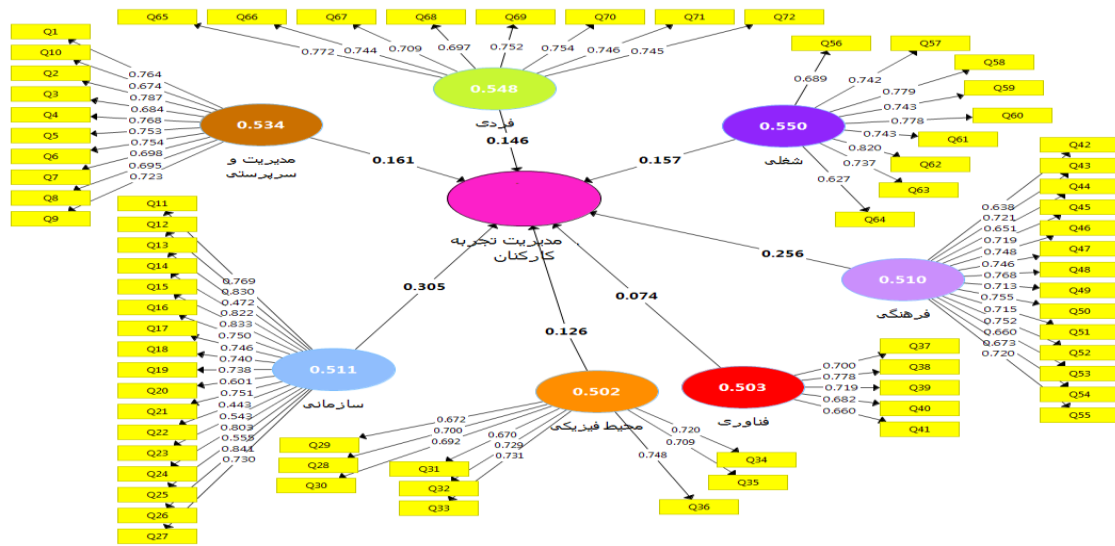 Q65
Q66
Q67
Q68
Q69
Q70
Q71
Q72
0.772
0.744
0.709
0.697
0.752
0.754
0.746
0.745
0.548
فردی
0.146
Q1
Q10
Q2
Q3
Q4
Q5
Q6
Q7
Q8
Q9
0.764
0.674
0.787
0.684
0.768
0.753
0.754
0.698
0.695
0.723
0.534
مدیریت و
سرپرستی
0.161
Q56
Q57
Q58
Q59
Q60
Q61
Q62
Q63
Q64
0.689
0.742
0.779
0.743
0.778
0.743
0.820
0.737
0.627
0.550
شغلی
0.157
مدیریت تجربه
کارکنان
Q42
Q43
Q44
Q45
Q46
Q47
Q48
Q49
Q50
Q51
Q52
Q53
Q54
Q55
0.638
0.721
0.651
0.719
0.748
0.746
0.768
0.713
0.755
0.715
0.752
0.660
0.673
0.720
0.510
فرهنگی
0.256
Q11
Q12
Q13
Q14
Q15
Q16
Q17
Q18
Q19
Q20
Q21
Q22
Q23
Q24
Q25
Q26
Q27
0.769
0.830
0.472
0.822
0.833
0.750
0.746
0.740
0.738
0.601
0.751
0.443
0.543
0.803
0.555
0.841
0.730
0.511
سازمانی
0.305
0.126
0.502
محیط فیزیکی
0.672
0.700
0.692
0.670
0.729
0.731
0.748
0.720
0.709
Q29
Q28
Q30
Q31
Q32
Q33
Q36
Q34
Q35
0.074
0.503
فناوری
0.700
0.778
0.719
0.682
0.660
Q37
Q38
Q39
Q40
Q41